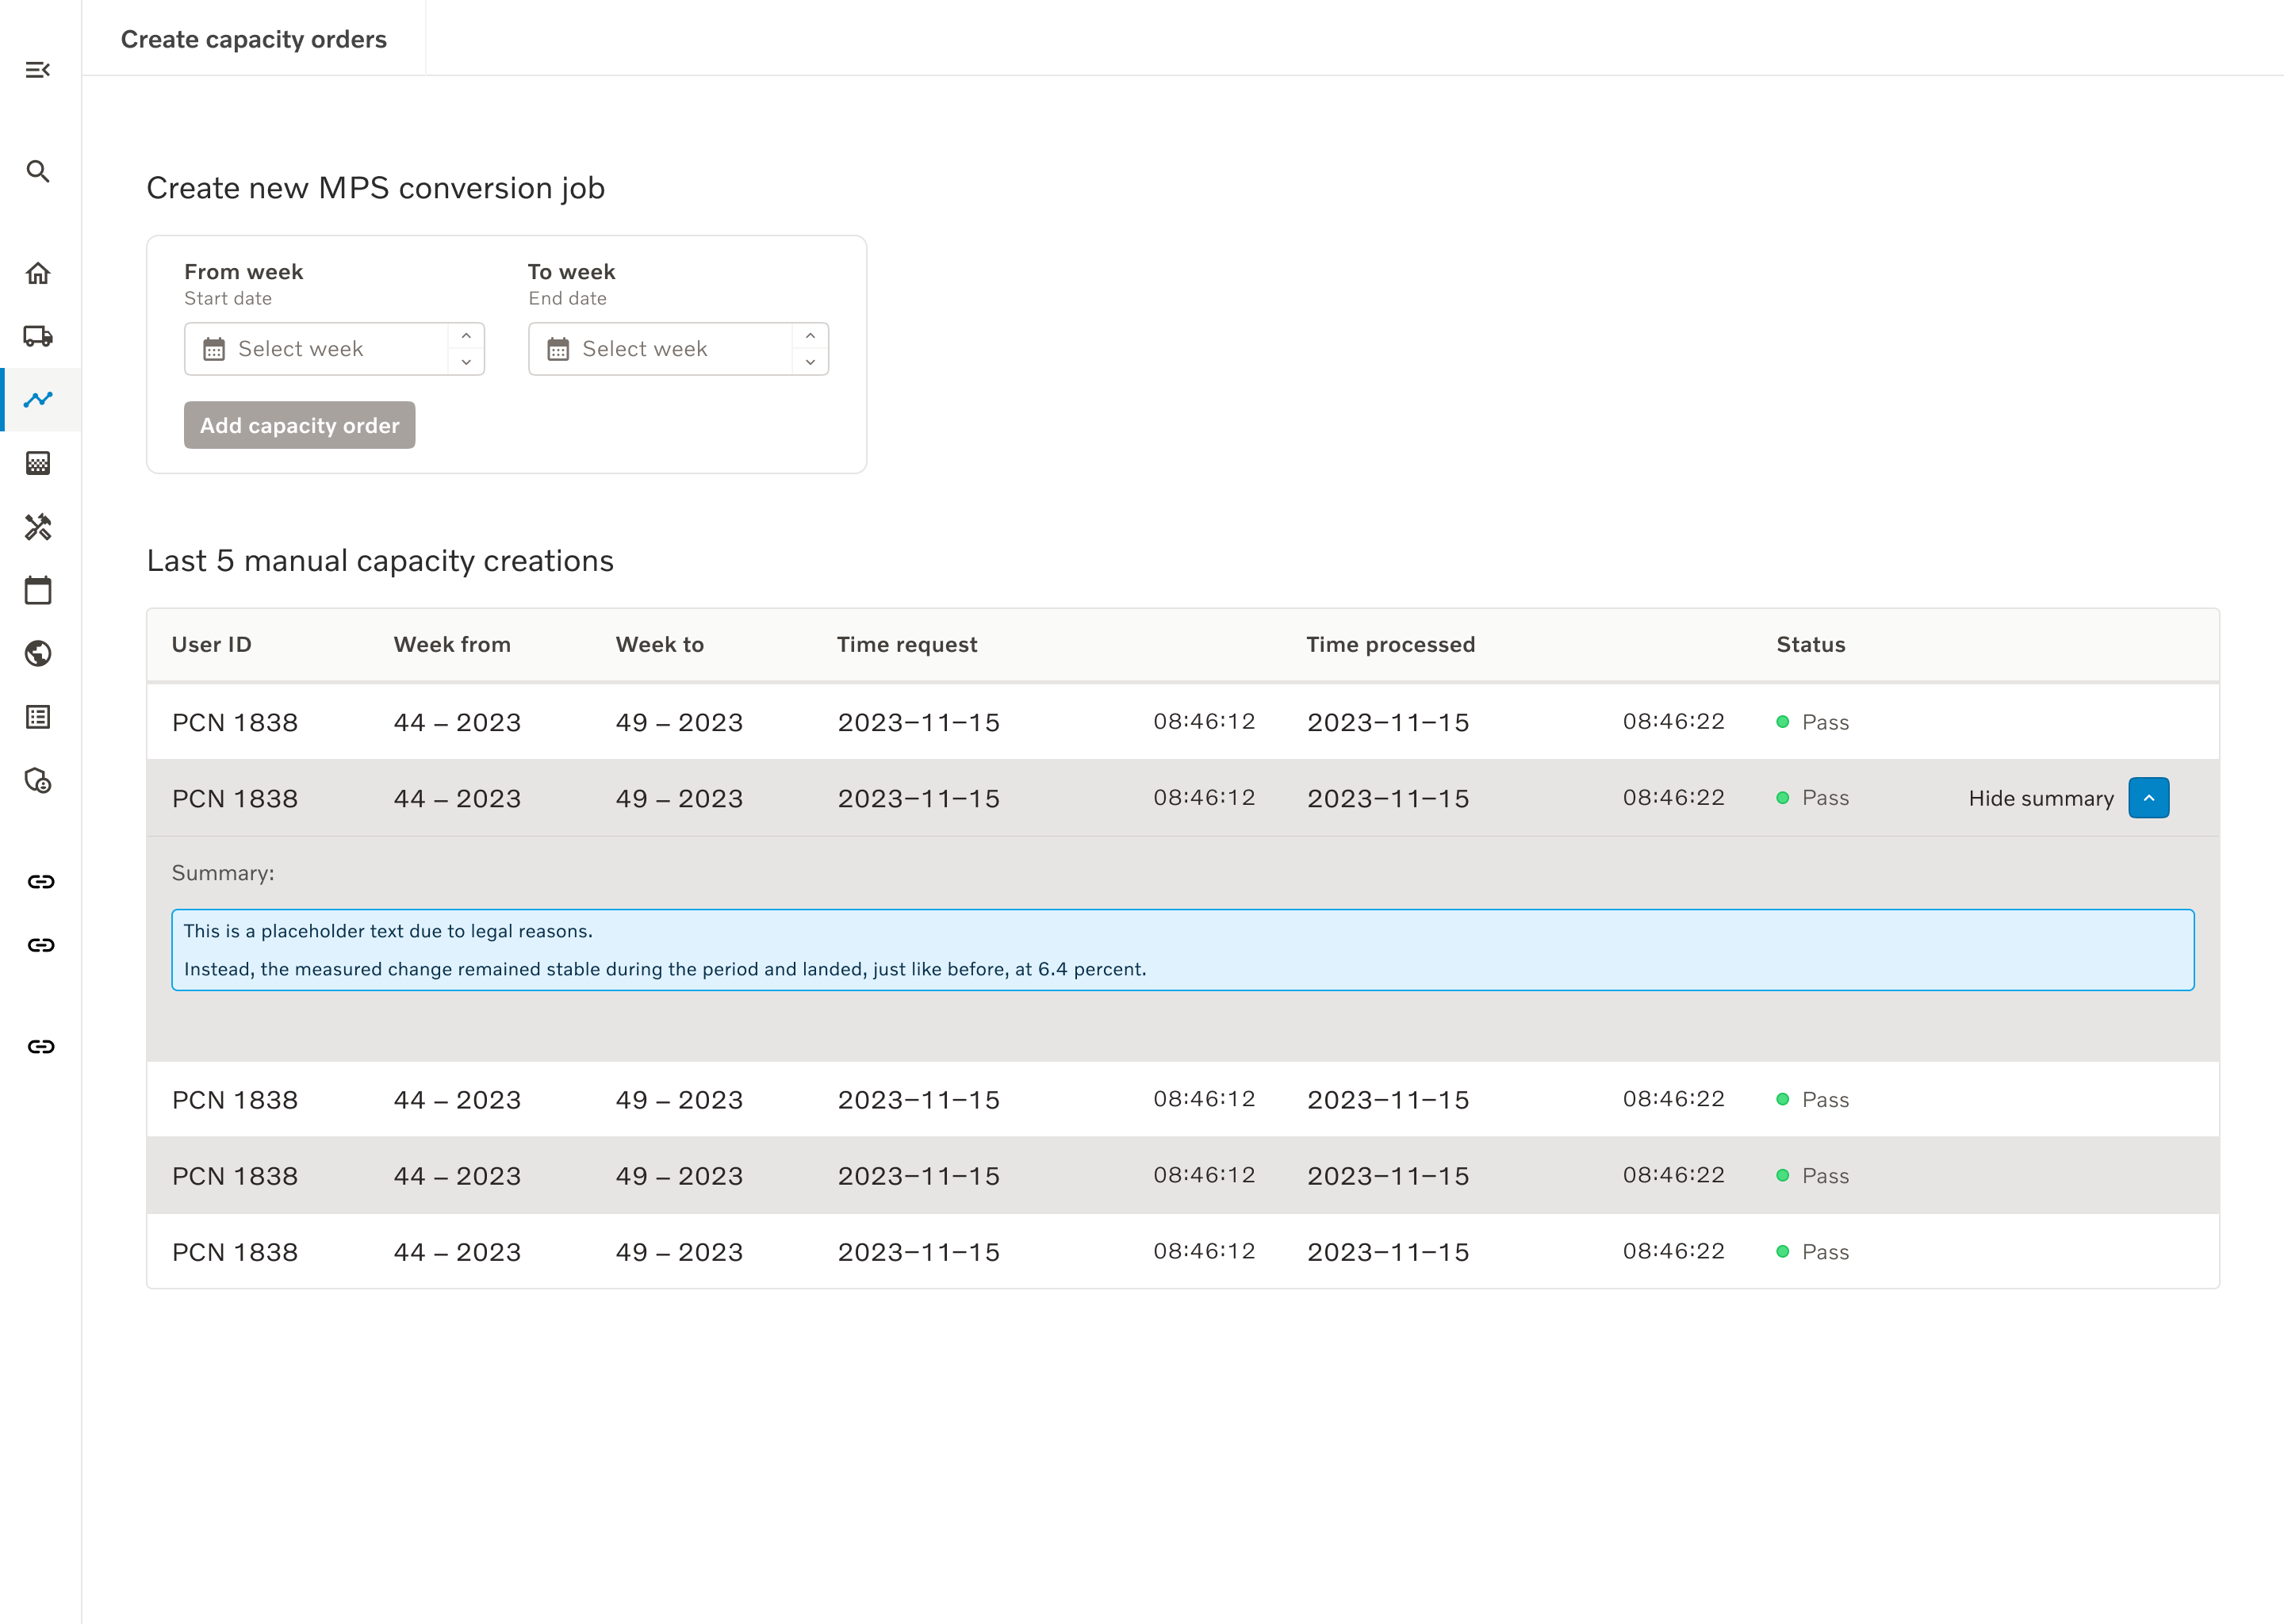 Create capacity orders
Create new MPS conversion job
From week
Start date
Select week
To week
End date
Select week
Add capacity order
Last 5 manual capacity creations
User ID Week from Week to Time request Time processed Status
PCN 1838 44 – 2023 49 – 2023 2023–11–15 08:46:12 2023–11–15 08:46:22 Pass
PCN 1838 44 – 2023 49 – 2023 2023–11–15 08:46:12 2023–11–15 08:46:22 Pass Hide summary
Summary:
This is a placeholder text due to legal reasons.
Instead, the measured change remained stable during the period and landed, just like before, at 6.4 percent.
PCN 1838 44 – 2023 49 – 2023 2023–11–15 08:46:12 2023–11–15 08:46:22 Pass
PCN 1838 44 – 2023 49 – 2023 2023–11–15 08:46:12 2023–11–15 08:46:22 Pass
PCN 1838 44 – 2023 49 – 2023 2023–11–15 08:46:12 2023–11–15 08:46:22 Pass